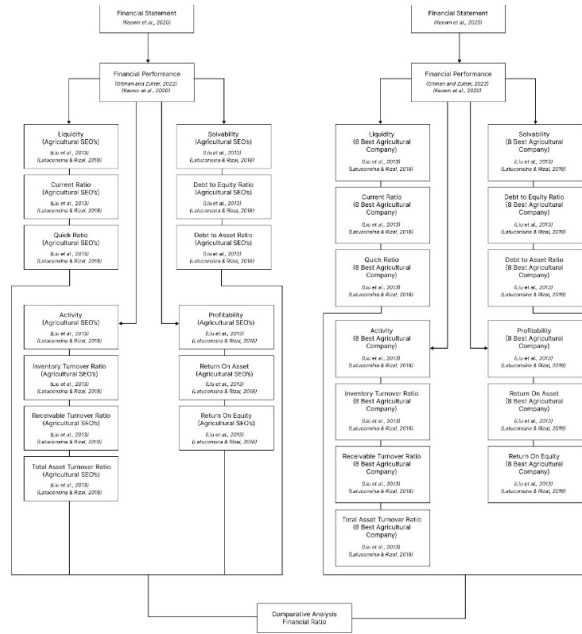 Financial Statement
(Keown et al., 2020)
Financial Performance
(Gitman and Zutter, 2022)
(Keown et al., 2020)
Liquidity
(Agricultural SEO's)
(Liu et al., 2013)
(Latuconsina & Rizal, 2018)
Current Ratio
(Agricultural SEO's)
(Liu et al., 2013)
(Latuconsina & Rizal, 2018)
Quick Ratio
(Agricultural SEO's)
(Liu et al., 2013)
(Latuconsina & Rizal, 2018)
Solvability
(Agricultural SEO's)
(Liu et al., 2013)
(Latuconsina & Rizal, 2018)
Debt to Equity Ratio
(Agricultural SEO's)
(Liu et al., 2013)
(Latuconsina & Rizal, 2018)
Debt to Asset Ratio
(Agricultural SEO's)
(Liu et al., 2013)
(Latuconsina & Rizal, 2018)
Activity
(Agricultural SEO's)
(Liu et al., 2013)
(Latuconsina & Rizal, 2018)
Inventory Turnover Ratio
(Agricultural SEO's)
(Liu et al., 2013)
(Latuconsina & Rizal, 2018)
Receivable Turnover Ratio
(Agricultural SEO's)
(Liu et al., 2013)
(Latuconsina & Rizal, 2018)
Total Asset Turnover Ratio
(Agricultural SEO's)
(Liu et al., 2013)
(Latuconsina & Rizal, 2018)
Profitability
(Agricultural SEO's)
(Liu et al., 2013)
(Latuconsina & Rizal, 2018)
Return On Asset
(Agricultural SEO's)
(Liu et al., 2013)
(Latuconsina & Rizal, 2018)
Return On Equity
(Agricultural SEO's)
(Liu et al., 2013)
(Latuconsina & Rizal, 2018)
Financial Statement
(Keown et al., 2020)
Financial Performance
(Gitman and Zutter, 2022)
(Keown et al., 2020)
Liquidity
(8 Best Agricultural
Company)
(Liu et al., 2013)
(Latuconsina & Rizal, 2018)
Current Ratio
(8 Best Agricultural
Company)
(Liu et al., 2013)
(Latuconsina & Rizal, 2018)
Quick Ratio
(8 Best Agricultural
Company)
(Liu et al., 2013)
(Latuconsina & Rizal, 2018)
Solvability
(8 Best Agricultural
Company)
(Liu et al., 2013)
(Latuconsina & Rizal, 2018)
Debt to Equity Ratio
(8 Best Agricultural
Company)
(Liu et al., 2013)
(Latuconsina & Rizal, 2018)
Debt to Asset Ratio
(8 Best Agricultural
Company)
(Liu et al., 2013)
(Latuconsina & Rizal, 2018)
Activity
(8 Best Agricultural
Company)
(Liu et al., 2013)
(Latuconsina & Rizal, 2018)
Inventory Turnover Ratio
(8 Best Agricultural
Company)
(Liu et al., 2013)
(Latuconsina & Rizal, 2018)
Receivable Turnover Ratio
(8 Best Agricultural
Company)
(Liu et al., 2013)
(Latuconsina & Rizal, 2018)
Total Asset Turnover Ratio
(8 Best Agricultural
Company)
(Liu et al., 2013)
(Latuconsina & Rizal, 2018)
Profitability
(8 Best Agricultural
Company)
(Liu et al., 2013)
(Latuconsina & Rizal, 2018)
Return On Asset
(8 Best Agricultural
Company)
(Liu et al., 2013)
(Latuconsina & Rizal, 2018)
Return On Equity
(8 Best Agricultural
Company)
(Liu et al., 2013)
(Latuconsina & Rizal, 2018)
Comparative Analysis
Financial Ratio